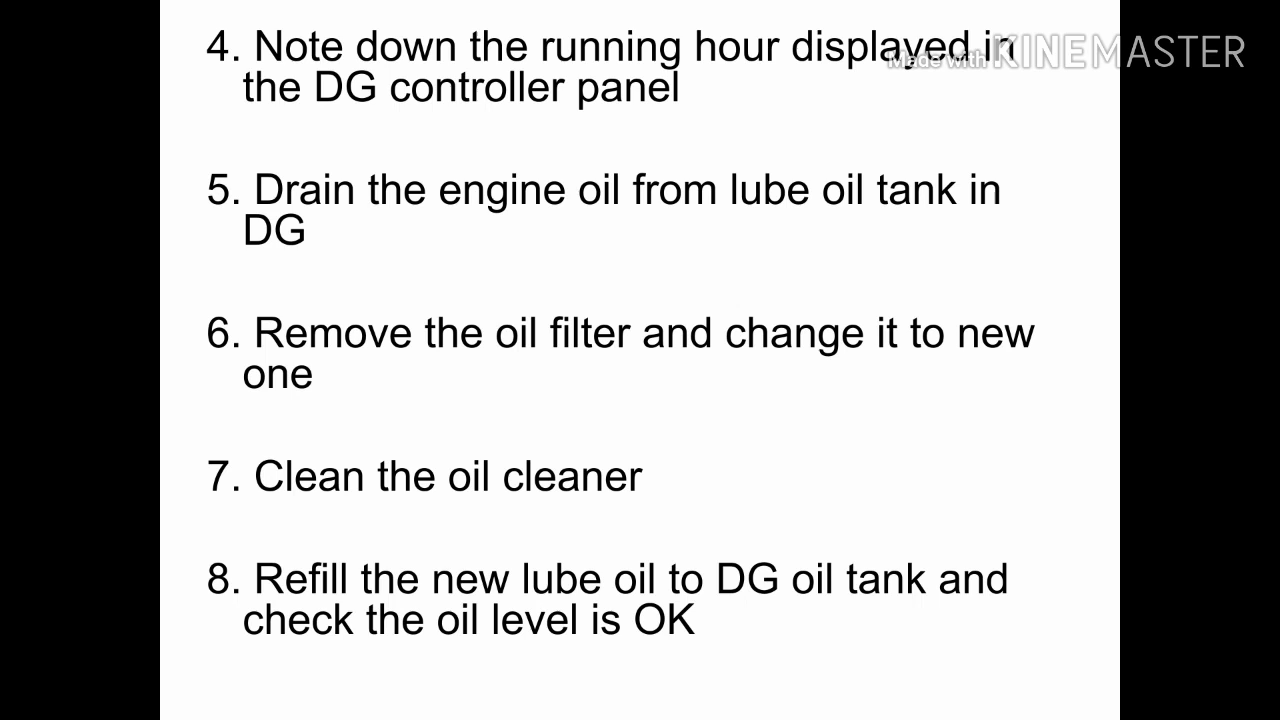 4. Note down the running hour displayed in
Made with KINEMASTER
the DG controller panel
5. Drain the engine oil from lube oil tank in
DG
6. Remove the oil filter and change it to new
one
7. Clean the oil cleaner
8. Refill the new lube oil to DG oil tank and
check the oil level is OK